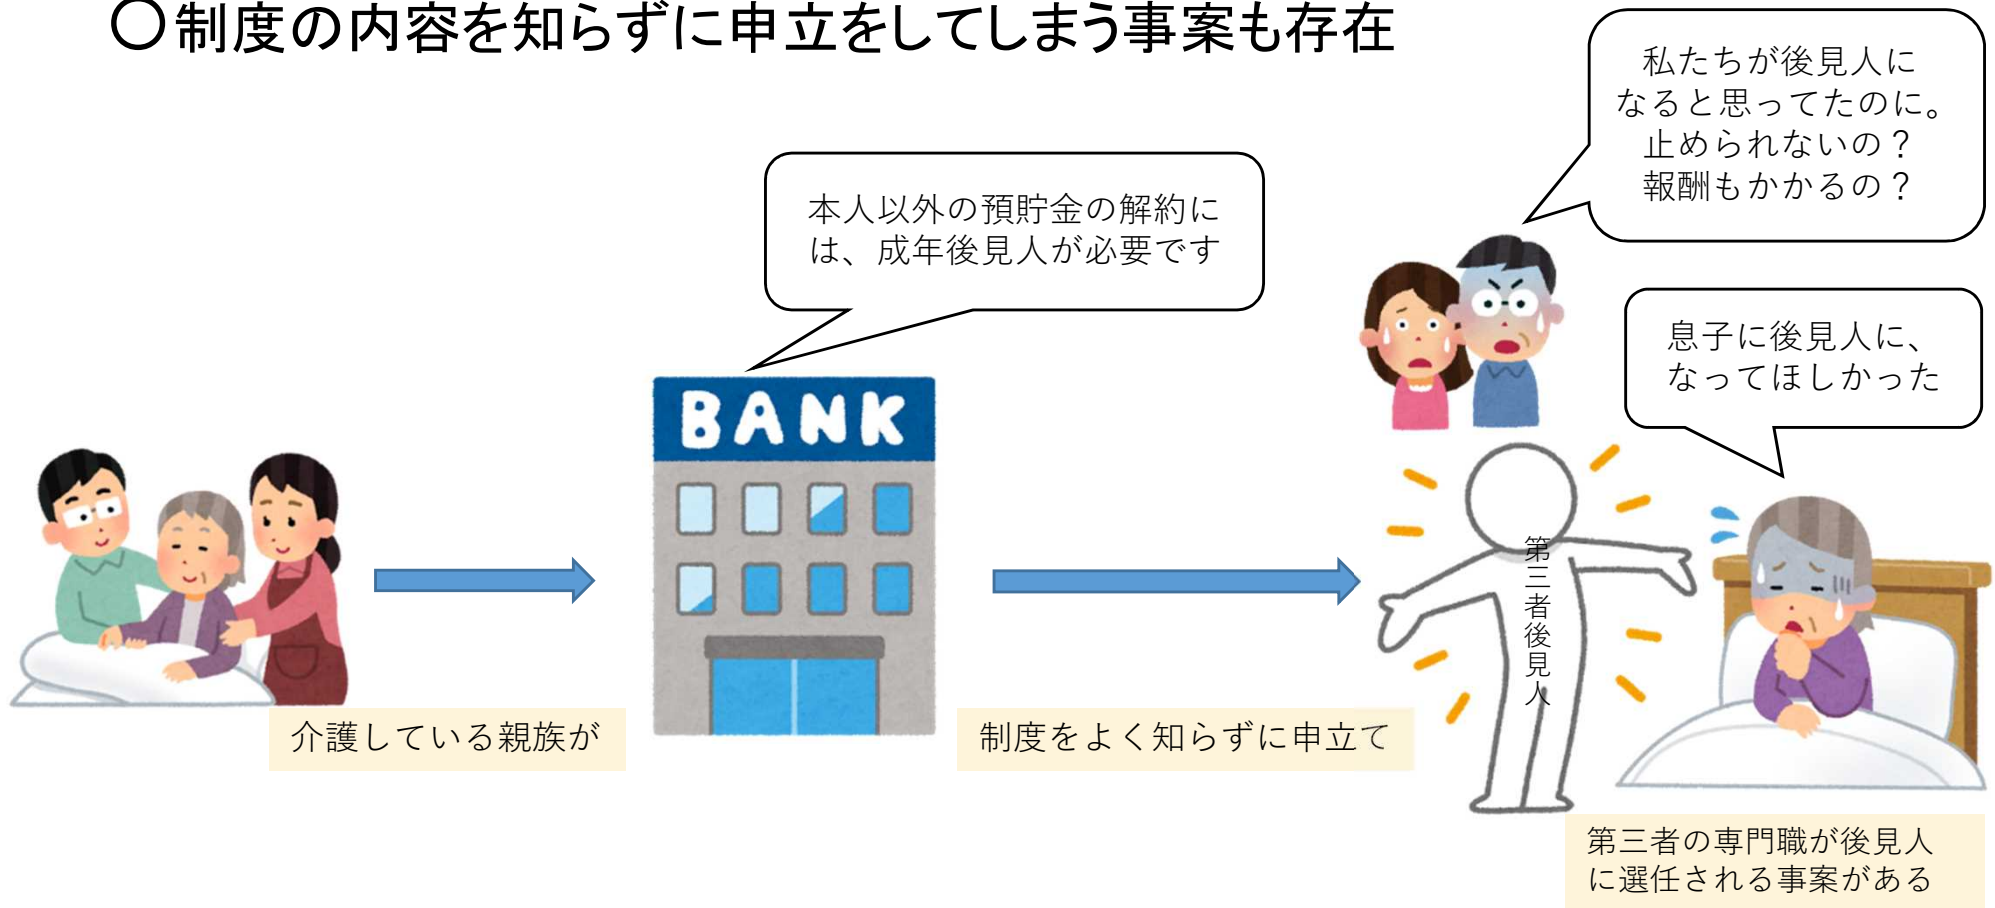 〇制度の内容を知らずに申立をしてしまう事案も存在
私たちが後見人に
なると思ってたのに。
止められないの？
報酬もかかるの？
本人以外の預貯金の解約に
は、成年後見人が必要です
息子に後見人に、
なってほしかった
BANK
第三者後見人
介護している親族が
制度をよく知らずに申立て
第三者の専門職が後見人
に選任される事案がある